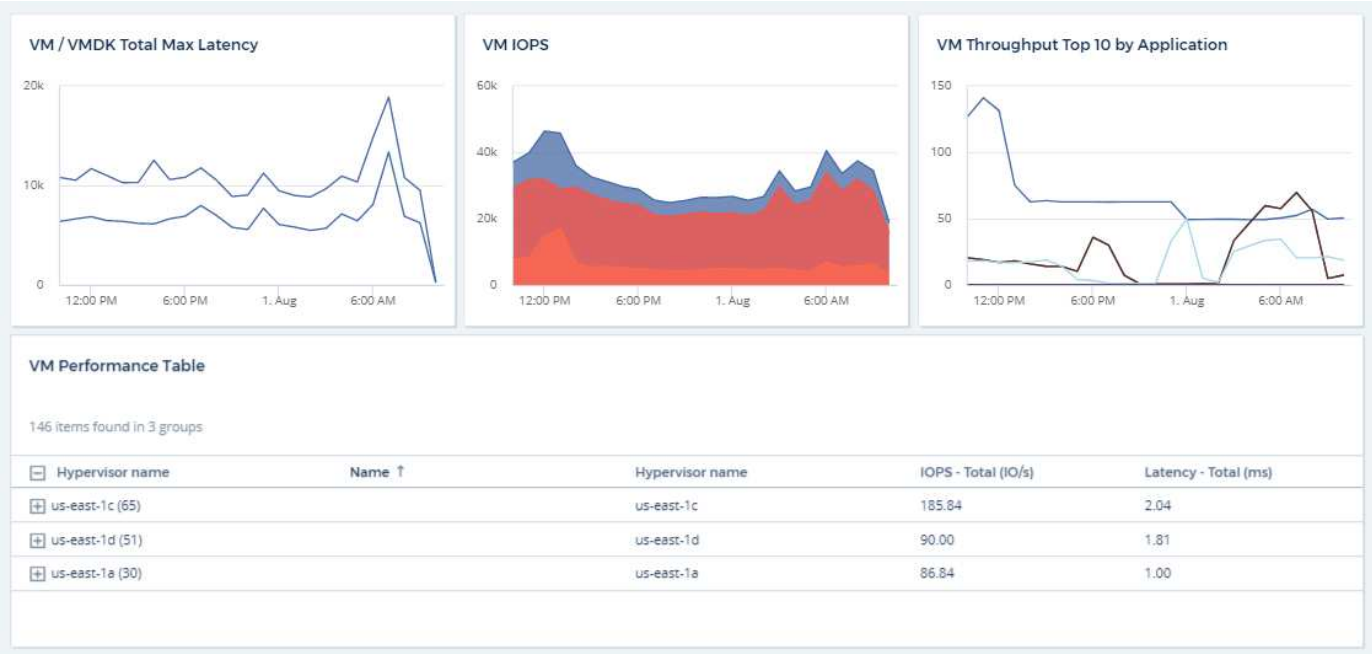 VM / VMDK Total Max Latency
20k
10k
0
12:00 PM 6:00 PM 1. Aug 6:00 AM
VM IOPS
60k
40k
20k
0
12:00 PM 6:00 PM 1. Aug 6:00 AM
VM Throughput Top 10 by Application
150
100
50
0
12:00 PM 6:00 PM 1. Aug 6:00 AM
VM Performance Table
146 items found in 3 groups
Hypervisor name Name ↑ Hypervisor name IOPS - Total (IO/s) Latency - Total (ms)
us-east-1c (65) us-east-1c 185.84 2.04
us-east-1d (51) us-east-1d 90.00 1.81
us-east-1a (30) us-east-1a 86.84 1.00